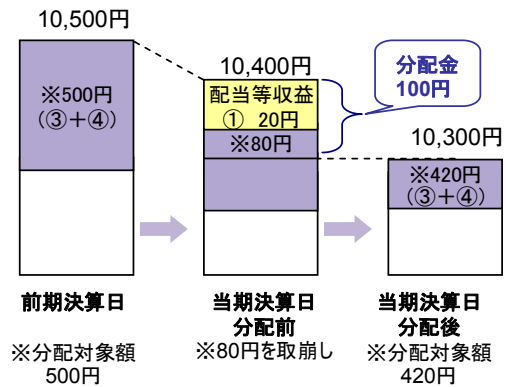 10,500円
※500円
（③＋④）
10,400円
配当等収益
① 20円
※80円
分配金
100円
10,300円
※420円
（③＋④）
前期決算日
※分配対象額
500円
当期決算日
分配前
※80円を取崩し
当期決算日
分配後
※分配対象額
420円